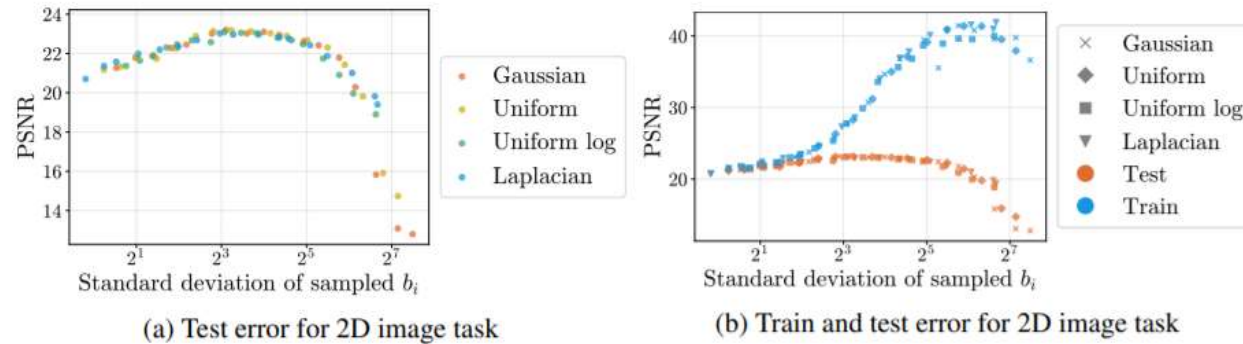 24
22
20
18
16
14
PSNR
2^1
2^3
2^5
2^7
Standard deviation of sampled b_i
Gaussian
Uniform
Uniform log
Laplacian
(a) Test error for 2D image task
40
30
20
PSNR
2^1
2^3
2^5
2^7
Standard deviation of sampled b_i
Gaussian
Uniform
Uniform log
Laplacian
Test
Train
(b) Train and test error for 2D image task